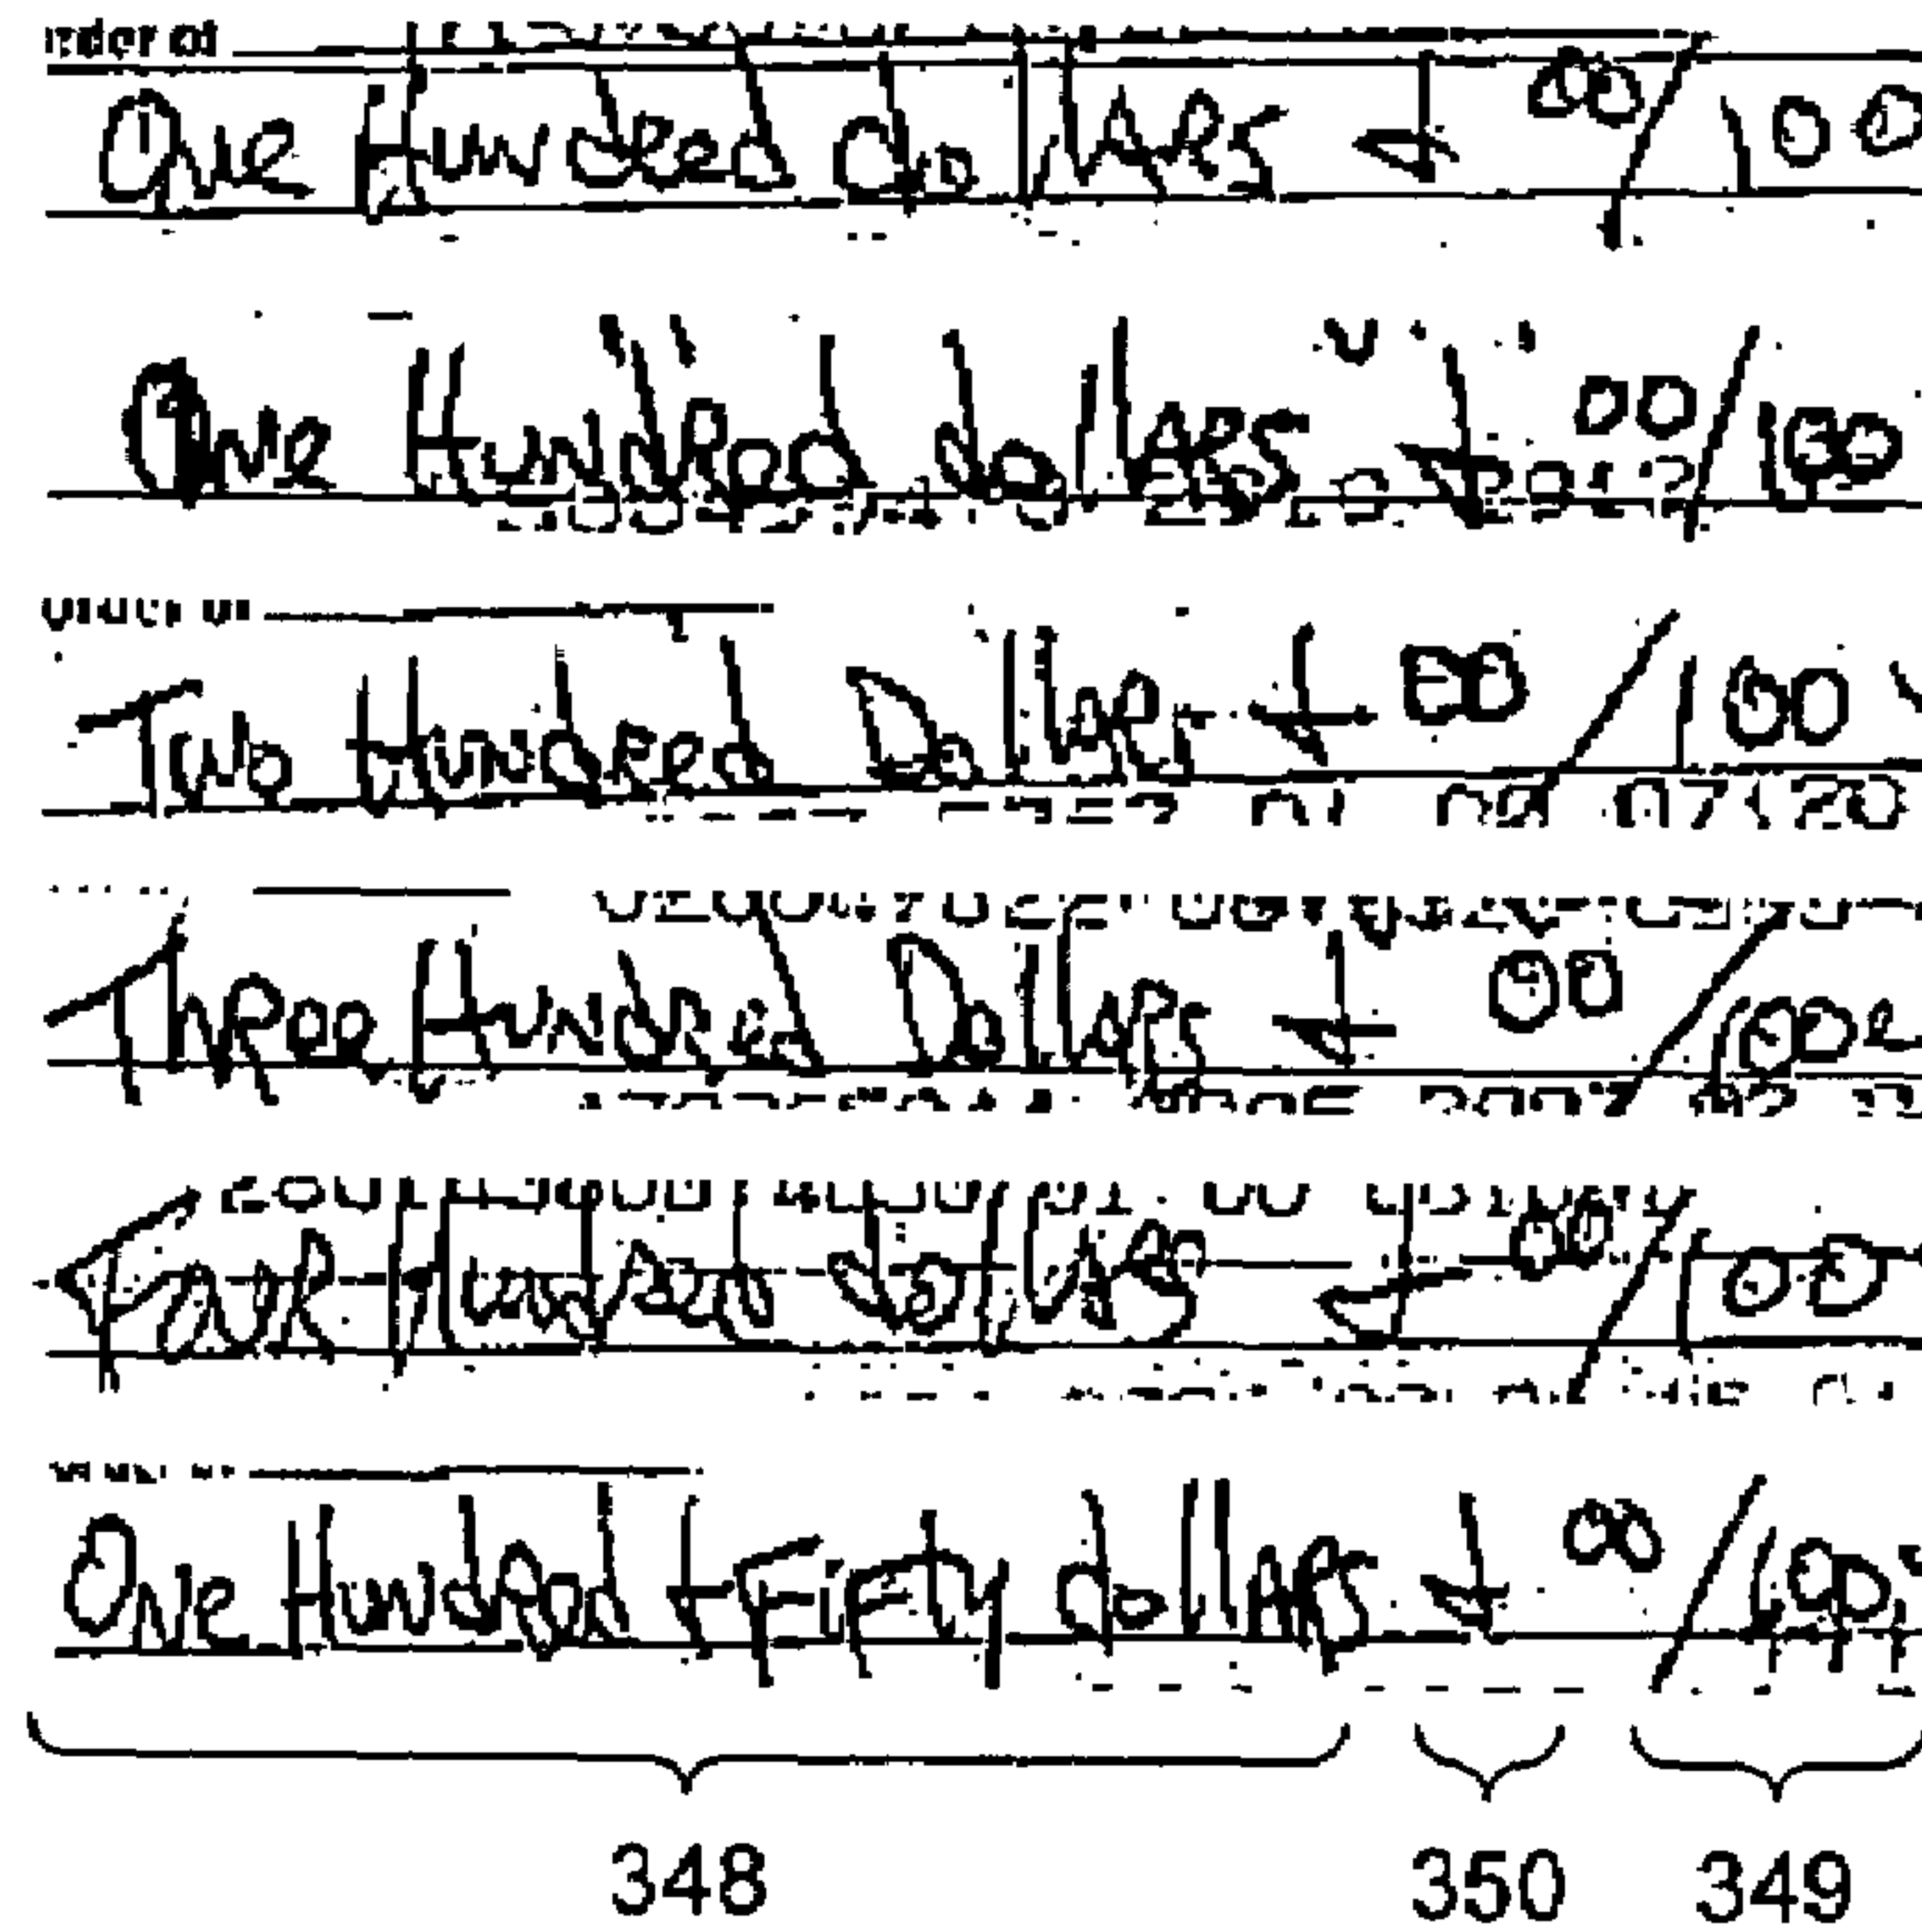 One Hundred dollars + 00/100
One Hundred dollars + 00/100
Two Hundred Dollars + 00/100
Three Hundred Dollars + 00/100
Hundred dollars + 00/100
One Hundred + Fifty dollars + 00/100
348 350 349